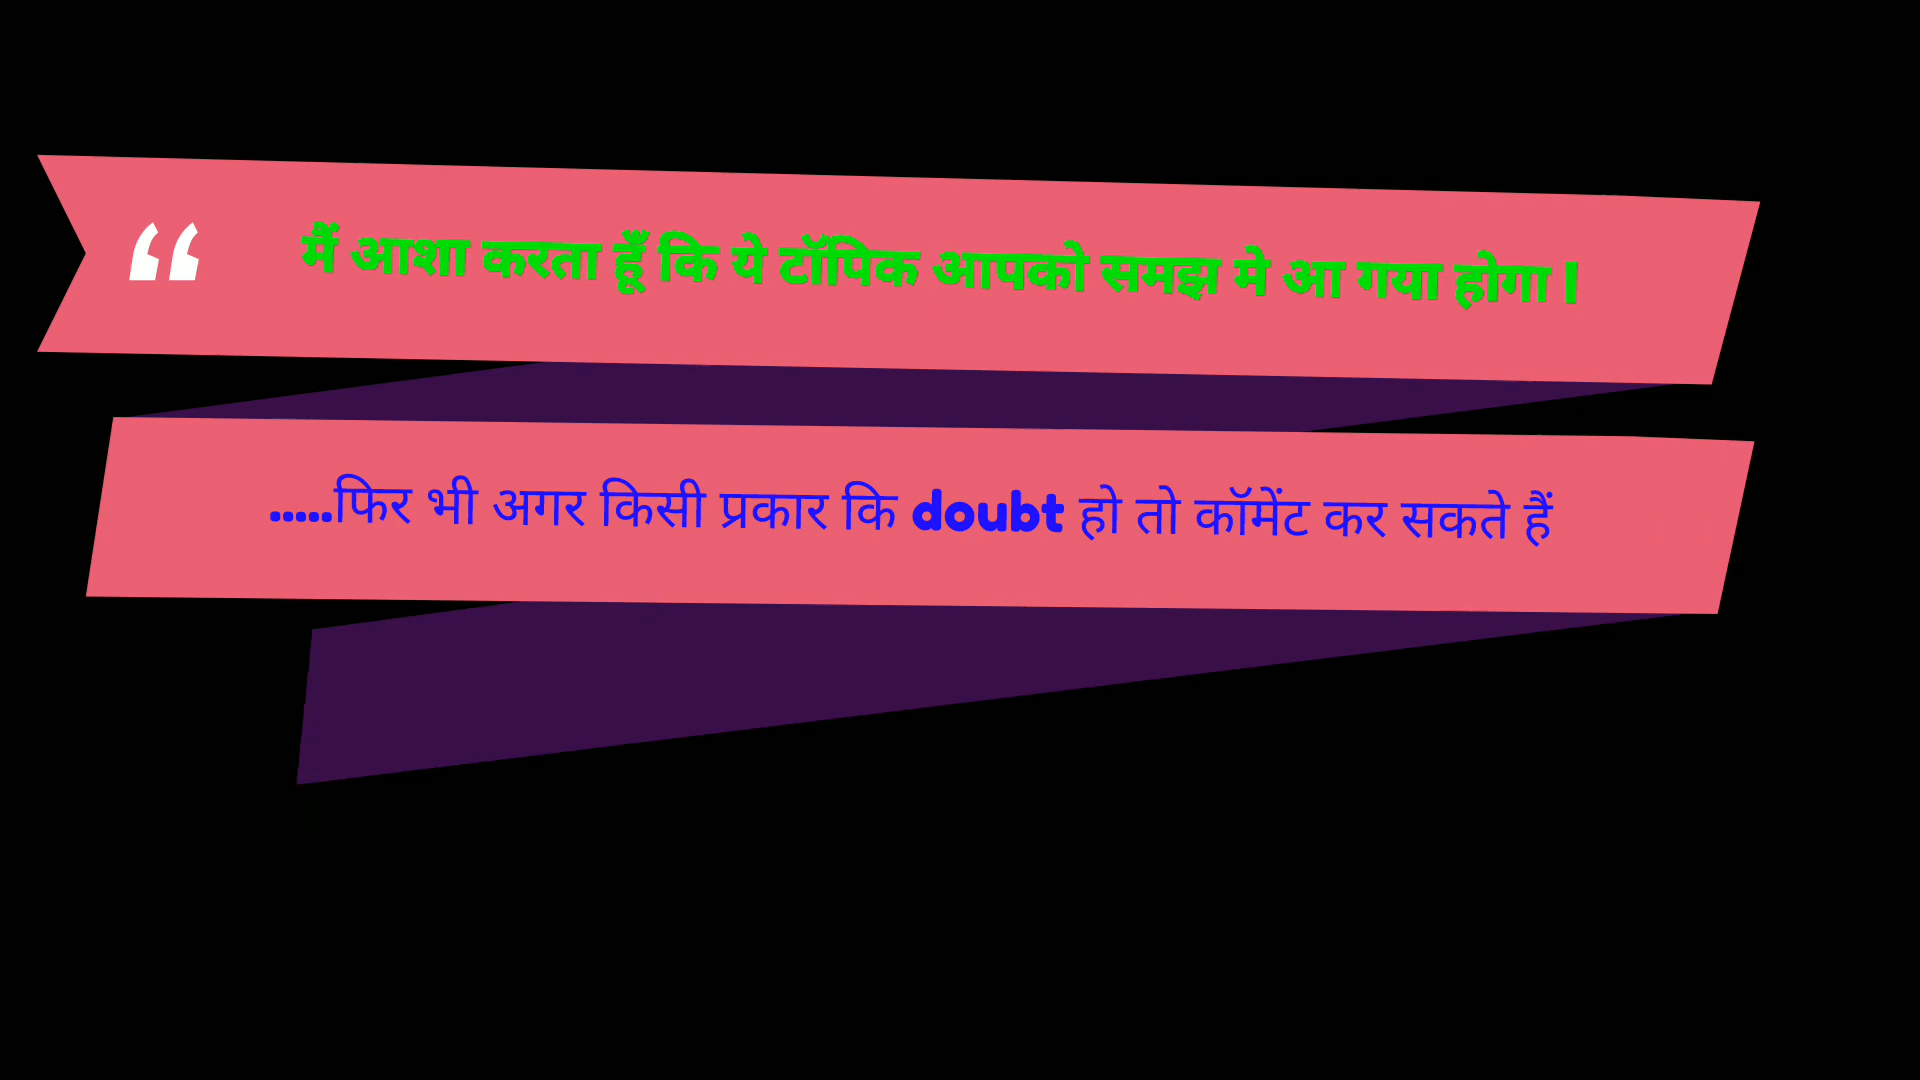 “ मैं आशा करता हूँ कि ये टॉपिक आपको समझ मे आ गया होगा ।
.....फिर भी अगर किसी प्रकार कि doubt हो तो कॉमेंट कर सकते हैं